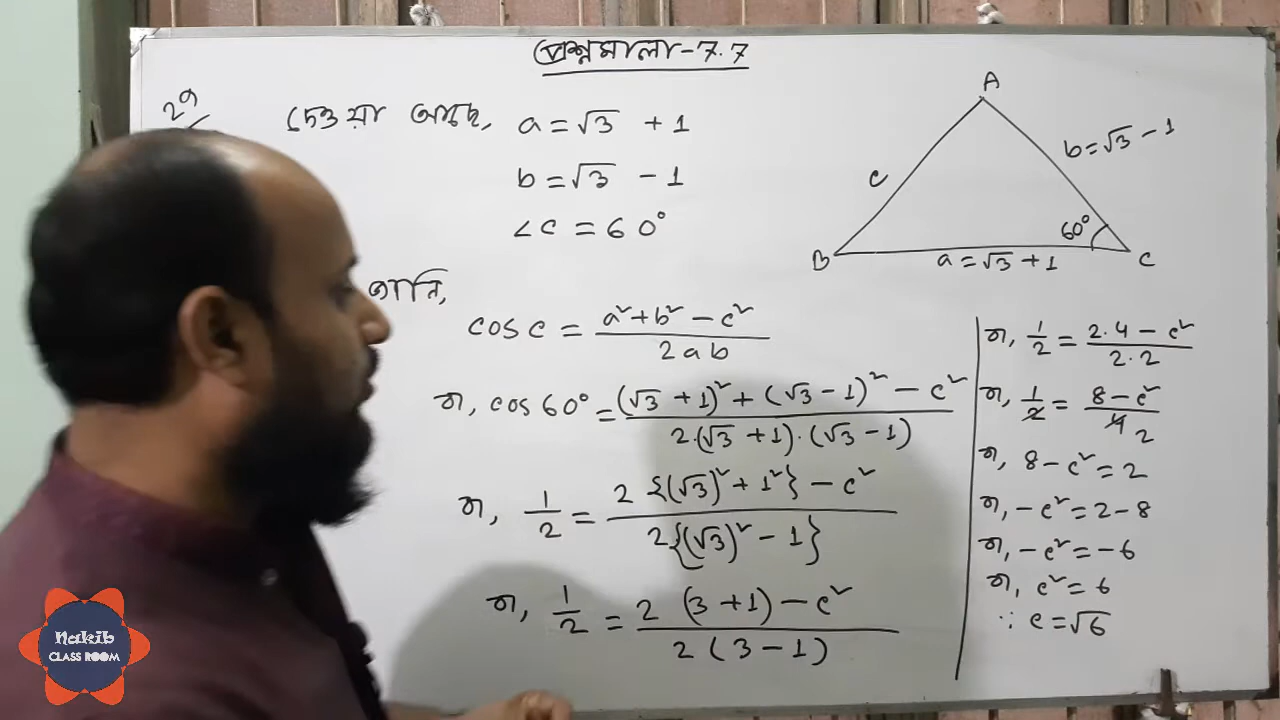 প্রশ্নমালা-7.7
দেওয়া আছে, a = √3 + 1
b = √3 - 1
∠C = 60°
জানি,
cos C = (a² + b² - c²) / 2ab
বা, cos 60° = ((√3 + 1)² + (√3 - 1)² - c²) / 2·(√3 + 1)·(√3 - 1)
বা, 1/2 = (2 {(√3)² + 1²} - c²) / 2{(√3)² - 1}
বা, 1/2 = (2 (3 + 1) - c²) / 2(3 - 1)
A
b = √3 - 1
c
60°
B
a = √3 + 1
C
বা, 1/2 = (2·4 - c²) / 2·2
বা, 1/2 = (8 - c²) / 4 2
বা, 8 - c² = 2
বা, -c² = 2 - 8
বা, -c² = -6
বা, c² = 6
∴ c = √6
Nakib
CLASS ROOM